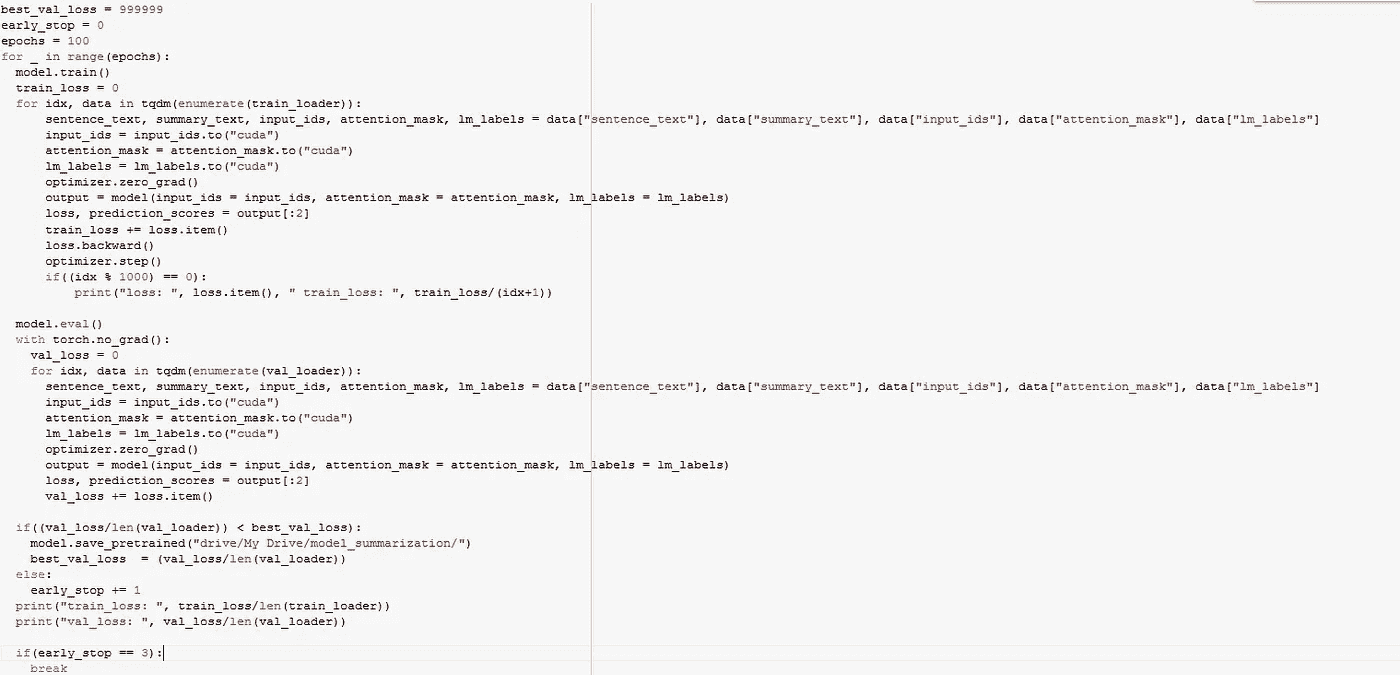 best_val_loss = 999999
early_stop = 0
epochs = 100
for _ in range(epochs):
  model.train()
  train_loss = 0
  for idx, data in tqdm(enumerate(train_loader)):
      sentence_text, summary_text, input_ids, attention_mask, lm_labels = data["sentence_text"], data["summary_text"], data["input_ids"], data["attention_mask"], data["lm_labels"]
      input_ids = input_ids.to("cuda")
      attention_mask = attention_mask.to("cuda")
      lm_labels = lm_labels.to("cuda")
      optimizer.zero_grad()
      output = model(input_ids = input_ids, attention_mask = attention_mask, lm_labels = lm_labels)
      loss, prediction_scores = output[:2]
      train_loss += loss.item()
      loss.backward()
      optimizer.step()
      if((idx % 1000) == 0):
          print("loss: ", loss.item(), " train_loss: ", train_loss/(idx+1))

  model.eval()
  with torch.no_grad():
    val_loss = 0
    for idx, data in tqdm(enumerate(val_loader)):
      sentence_text, summary_text, input_ids, attention_mask, lm_labels = data["sentence_text"], data["summary_text"], data["input_ids"], data["attention_mask"], data["lm_labels"]
      input_ids = input_ids.to("cuda")
      attention_mask = attention_mask.to("cuda")
      lm_labels = lm_labels.to("cuda")
      optimizer.zero_grad()
      output = model(input_ids = input_ids, attention_mask = attention_mask, lm_labels = lm_labels)
      loss, prediction_scores = output[:2]
      val_loss += loss.item()

  if((val_loss/len(val_loader)) < best_val_loss):
    model.save_pretrained("drive/My Drive/model_summarization/")
    best_val_loss  = (val_loss/len(val_loader))
  else:
    early_stop += 1
  print("train_loss: ", train_loss/len(train_loader))
  print("val_loss: ", val_loss/len(val_loader))

  if(early_stop == 3):
    break